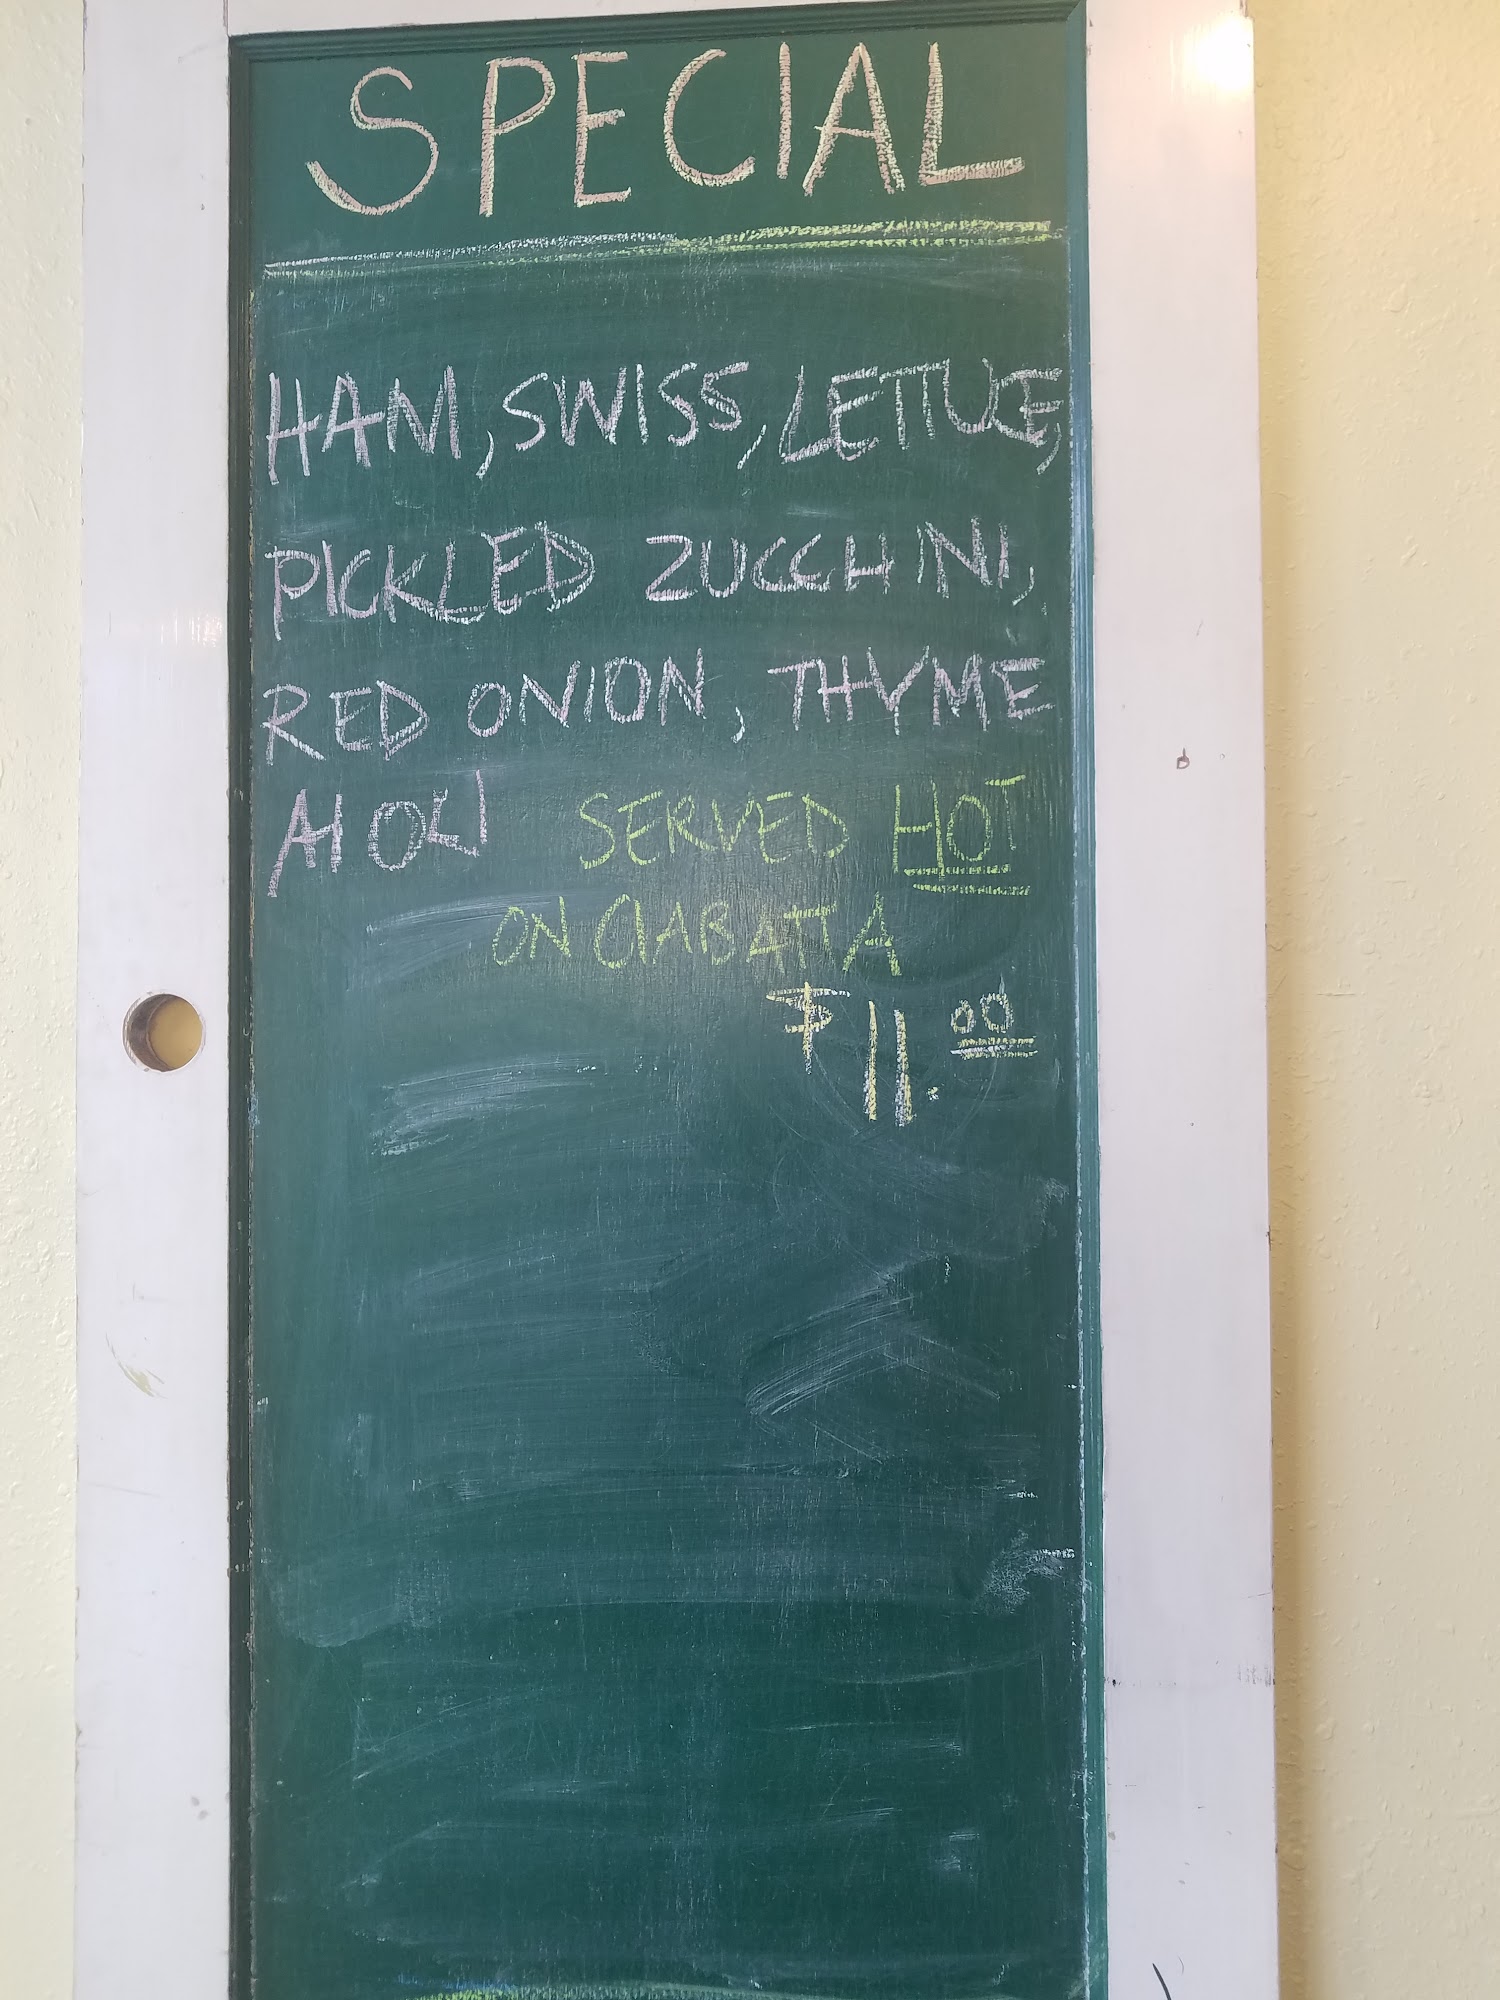 SPECIAL
HAM, SWISS, LETTUCE,
PICKLED ZUCCHINI,
RED ONION, THYME
AIOLI SERVED HOT
ON CIABATTA
$11.00